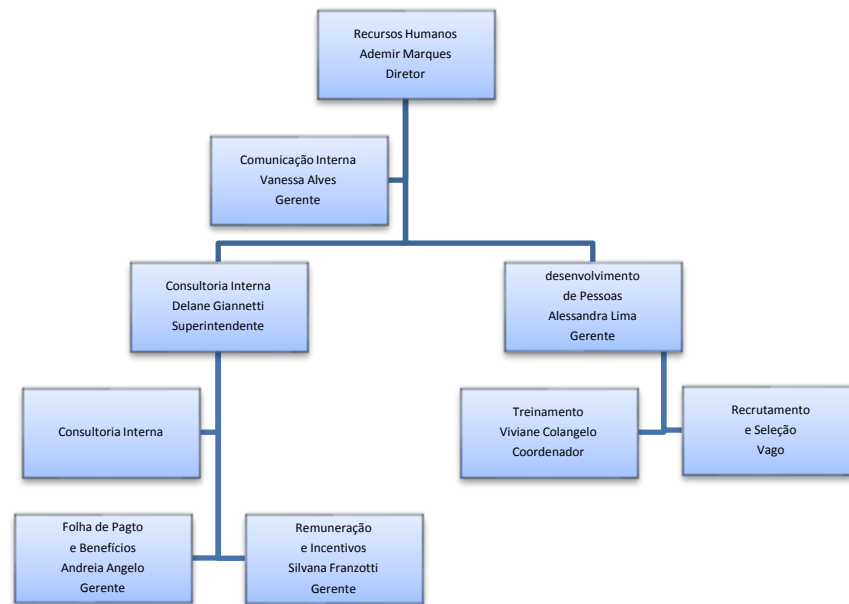 Recursos Humanos
Ademir Marques
Diretor
Comunicação Interna
Vanessa Alves
Gerente
Consultoria Interna
Delane Giannetti
Superintendente
desenvolvimento
de Pessoas
Alessandra Lima
Gerente
Consultoria Interna
Treinamento
Viviane Colangelo
Coordenador
Recrutamento
e Seleção
Vago
Folha de Pagto
e Benefícios
Andreia Angelo
Gerente
Remuneração
e Incentivos
Silvana Franzotti
Gerente